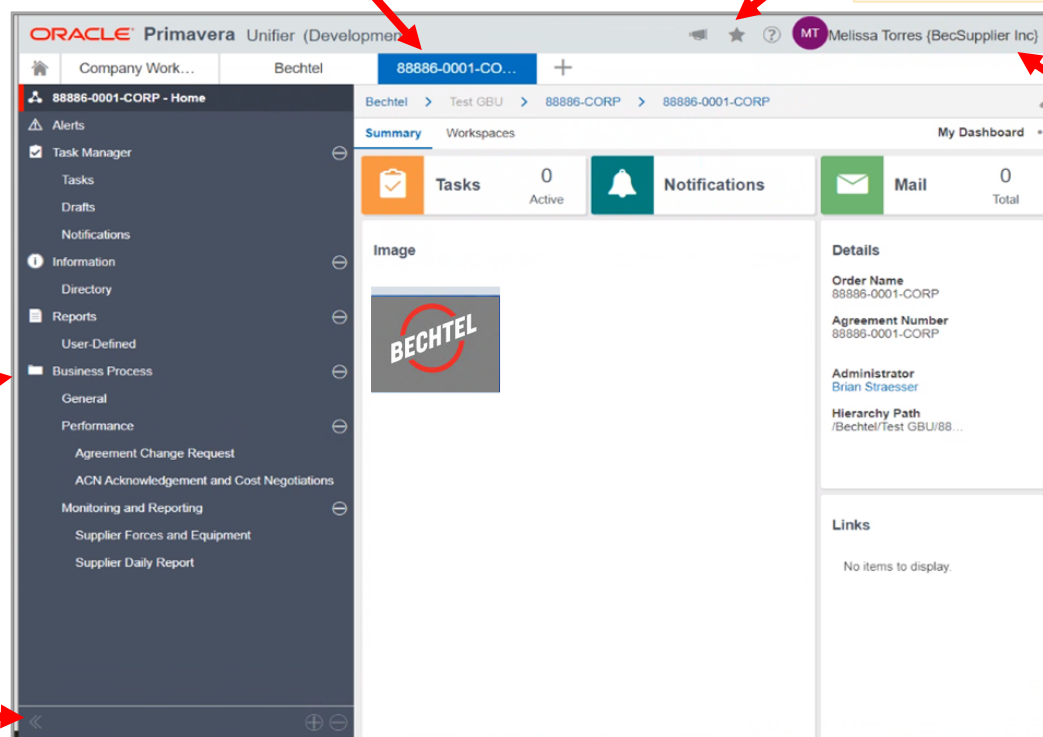 ORACLE Primavera Unifier (Developmen
? MT Melissa Torres {BecSupplier Inc}
Company Work... Bechtel 88886-0001-CO... +
88886-0001-CORP - Home
Alerts
Task Manager
Tasks
Drafts
Notifications
Information
Directory
Reports
User-Defined
Business Process
General
Performance
Agreement Change Request
ACN Acknowledgement and Cost Negotiations
Monitoring and Reporting
Supplier Forces and Equipment
Supplier Daily Report
Bechtel > Test GBU > 88886-CORP > 88886-0001-CORP
Summary Workspaces My Dashboard
Tasks 0 Active
Notifications
Mail 0 Total
Image
BECHTEL
Details
Order Name
88886-0001-CORP
Agreement Number
88886-0001-CORP
Administrator
Brian Straesser
Hierarchy Path
/Bechtel/Test GBU/88...
Links
No items to display.